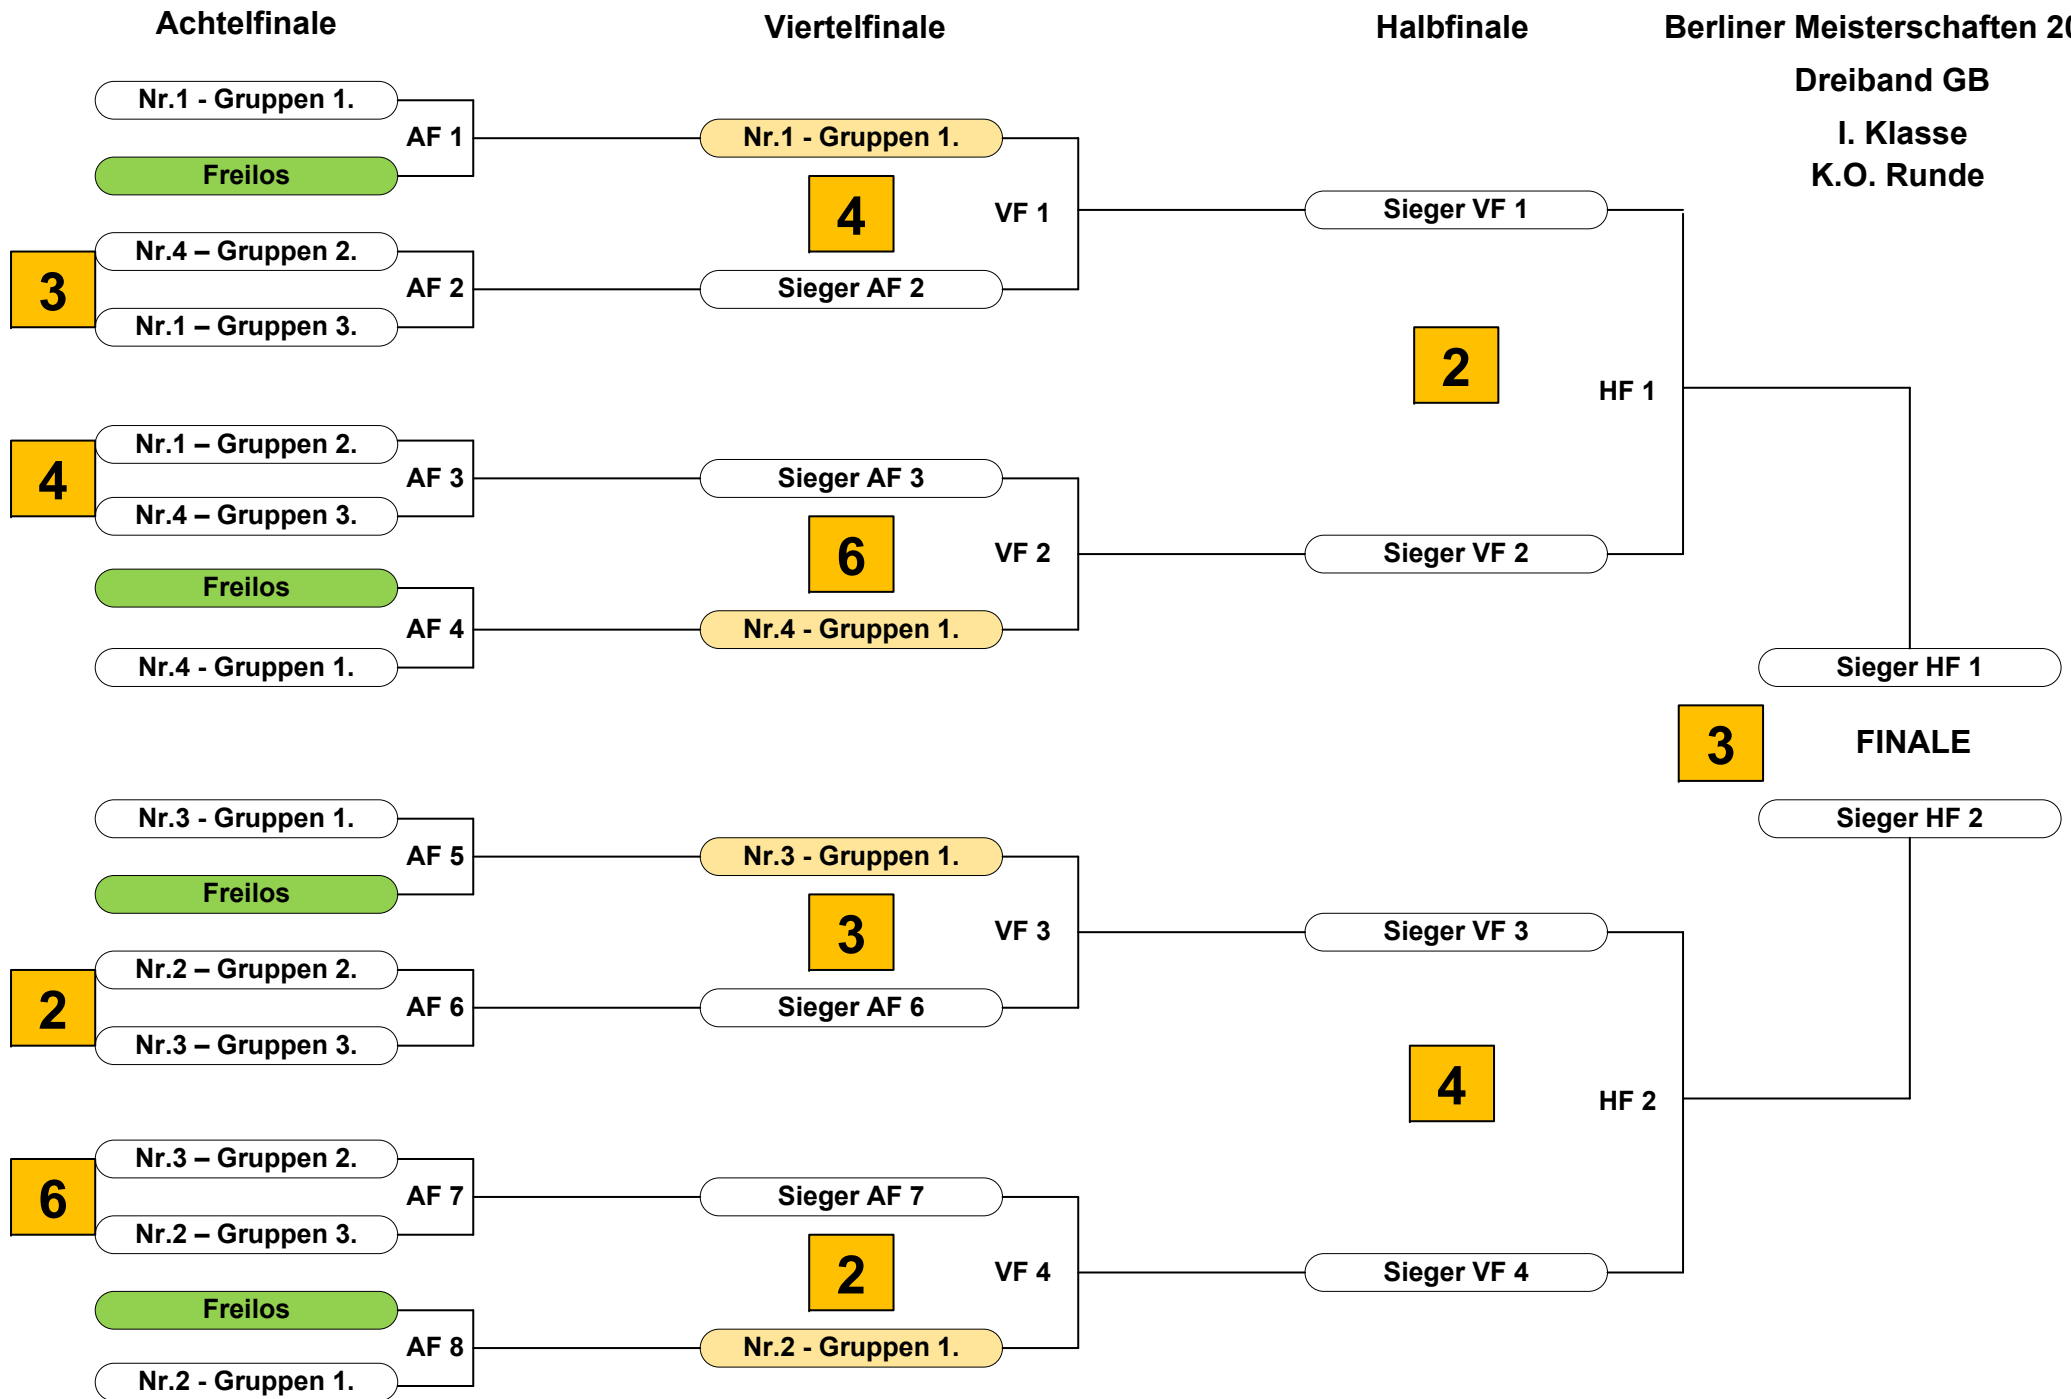 Achtelfinale
Viertelfinale
Halbfinale
Berliner Meisterschaften 20
Dreiband GB
I. Klasse
K.O. Runde
Nr.1 - Gruppen 1.
AF 1
Freilos
3
Nr.4 – Gruppen 2.
AF 2
Nr.1 – Gruppen 3.
4
Nr.1 – Gruppen 2.
AF 3
Nr.4 – Gruppen 3.
Freilos
AF 4
Nr.4 - Gruppen 1.
Nr.3 - Gruppen 1.
AF 5
Freilos
2
Nr.2 – Gruppen 2.
AF 6
Nr.3 – Gruppen 3.
6
Nr.3 – Gruppen 2.
AF 7
Nr.2 – Gruppen 3.
Freilos
AF 8
Nr.2 - Gruppen 1.
Nr.1 - Gruppen 1.
4
VF 1
Sieger AF 2
Sieger AF 3
6
VF 2
Nr.4 - Gruppen 1.
Nr.3 - Gruppen 1.
3
VF 3
Sieger AF 6
Sieger AF 7
2
VF 4
Nr.2 - Gruppen 1.
Sieger VF 1
2
HF 1
Sieger VF 2
Sieger VF 3
4
HF 2
Sieger VF 4
Sieger HF 1
3
FINALE
Sieger HF 2